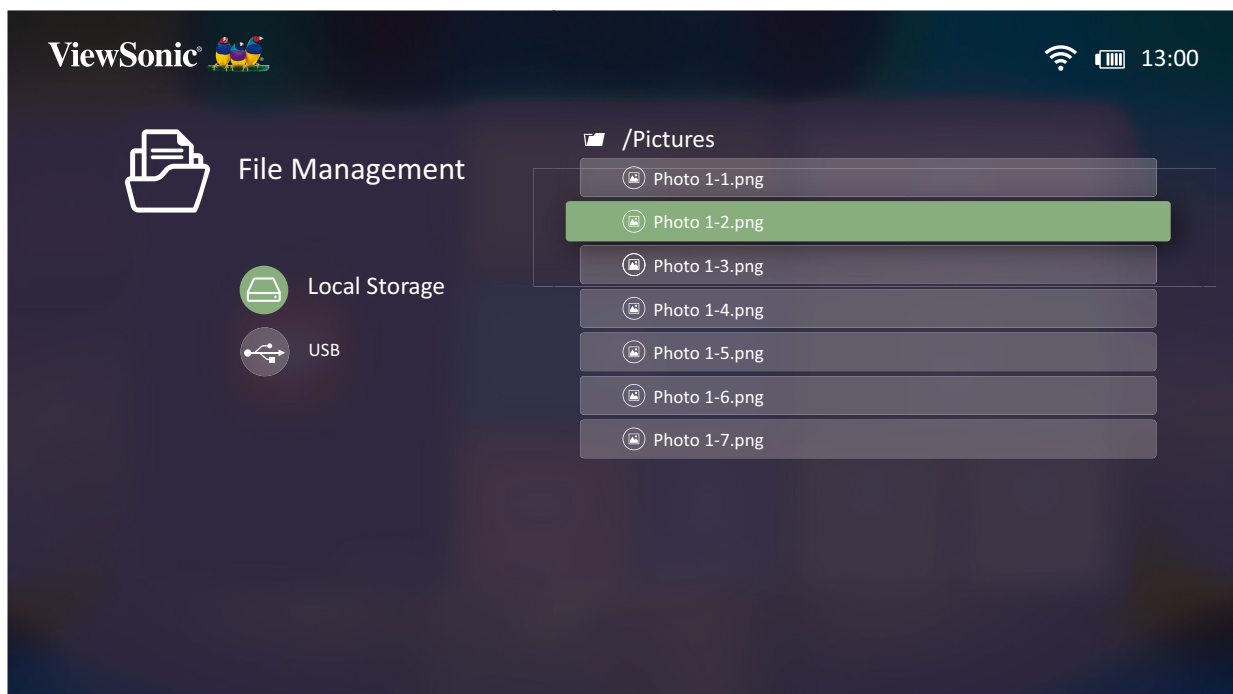 ViewSonic®
13:00
File Management
Local Storage
USB
/Pictures
Photo 1-1.png
Photo 1-2.png
Photo 1-3.png
Photo 1-4.png
Photo 1-5.png
Photo 1-6.png
Photo 1-7.png